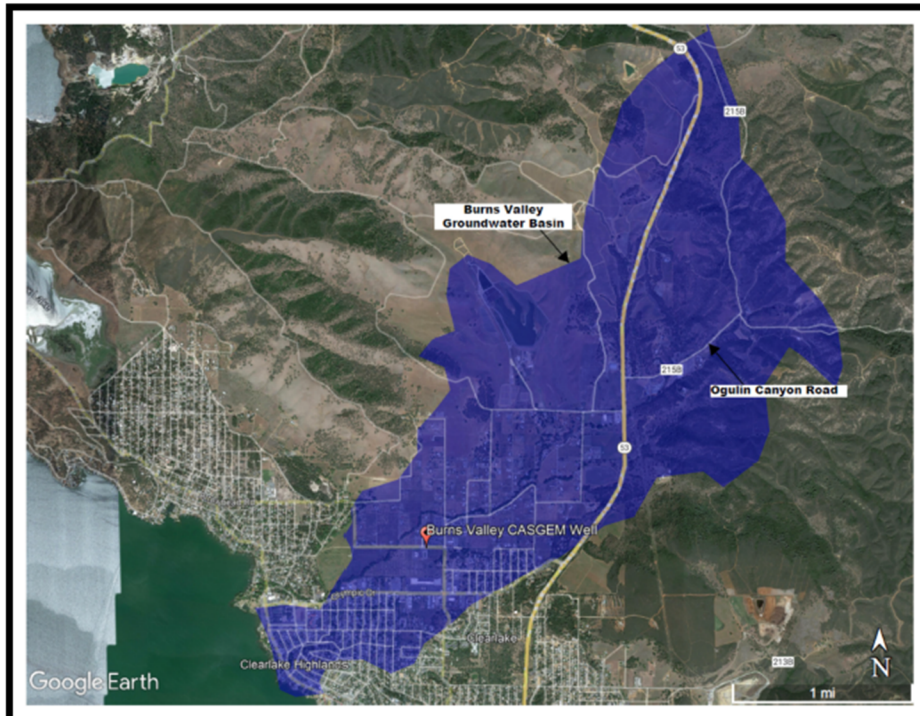 53
215B
Burns Valley
Groundwater Basin
215B
Ogulin Canyon Road
53
Burns Valley CASGEM Well
Clearlake
Clearlake Highlands
213B
N
Google Earth
1 mi